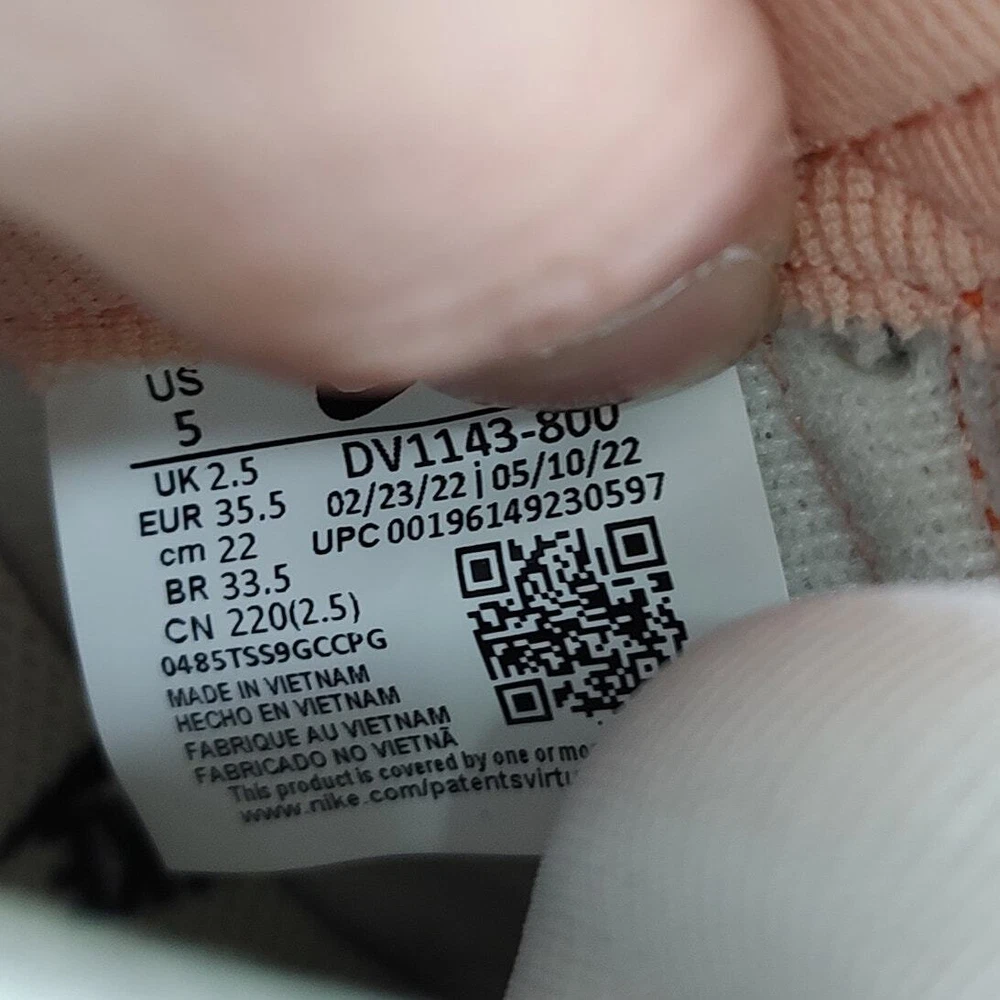 US
5
UK 2.5
EUR 35.5
cm 22
BR 33.5
CN 220(2.5)
DV1143-800
02/23/22 | 05/10/22
UPC 00196149230597
0485TSS9GCCPG
MADE IN VIETNAM
HECHO EN VIETNAM
FABRIQUE AU VIETNAM
FABRICADO NO VIETNÃ
This product is covered by one or
www.nike.com/patents